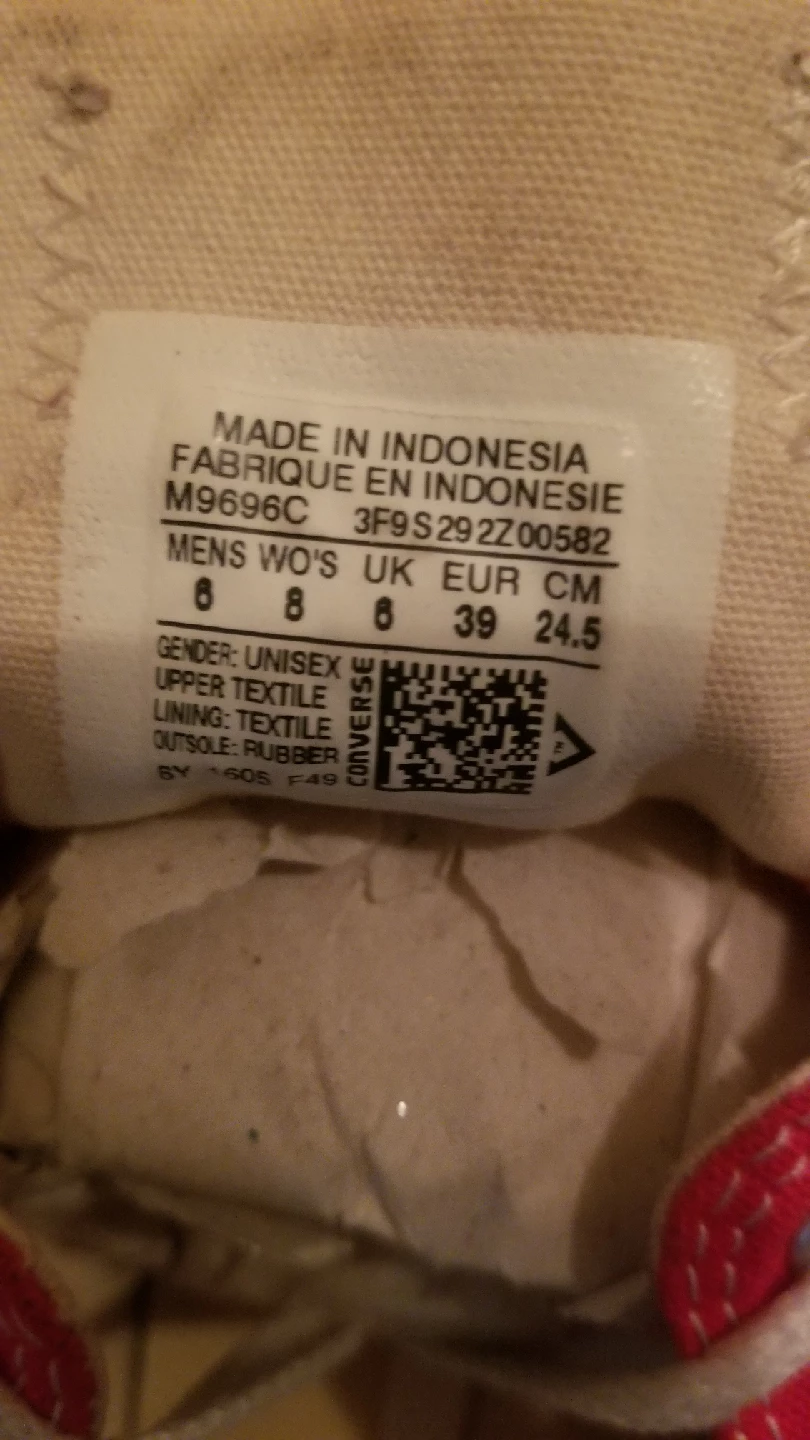 MADE IN INDONESIA
FABRIQUE EN INDONESIE
M9696C 3F9S292Z00582
MENS WO'S UK EUR CM
6 8 6 39 24.5
GENDER: UNISEX
UPPER TEXTILE
LINING: TEXTILE
OUTSOLE: RUBBER
CONVERSE